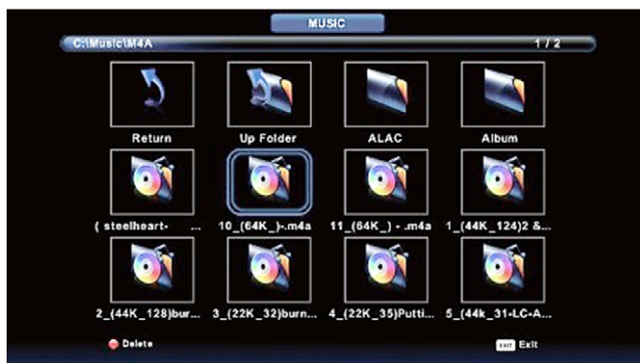 MUSIC
C:\Music\M4A 1 / 2
Return Up Folder ALAC Album
( steelheart- ... 10_(64K_)-.m4a 11_(64K_) - .m4a 1_(44K_124)2 &...
2_(44K_128)bur... 3_(22K_32)burn... 4_(22K_35)Putti... 5_(44k_31-LC-A...
Delete EXIT Exit